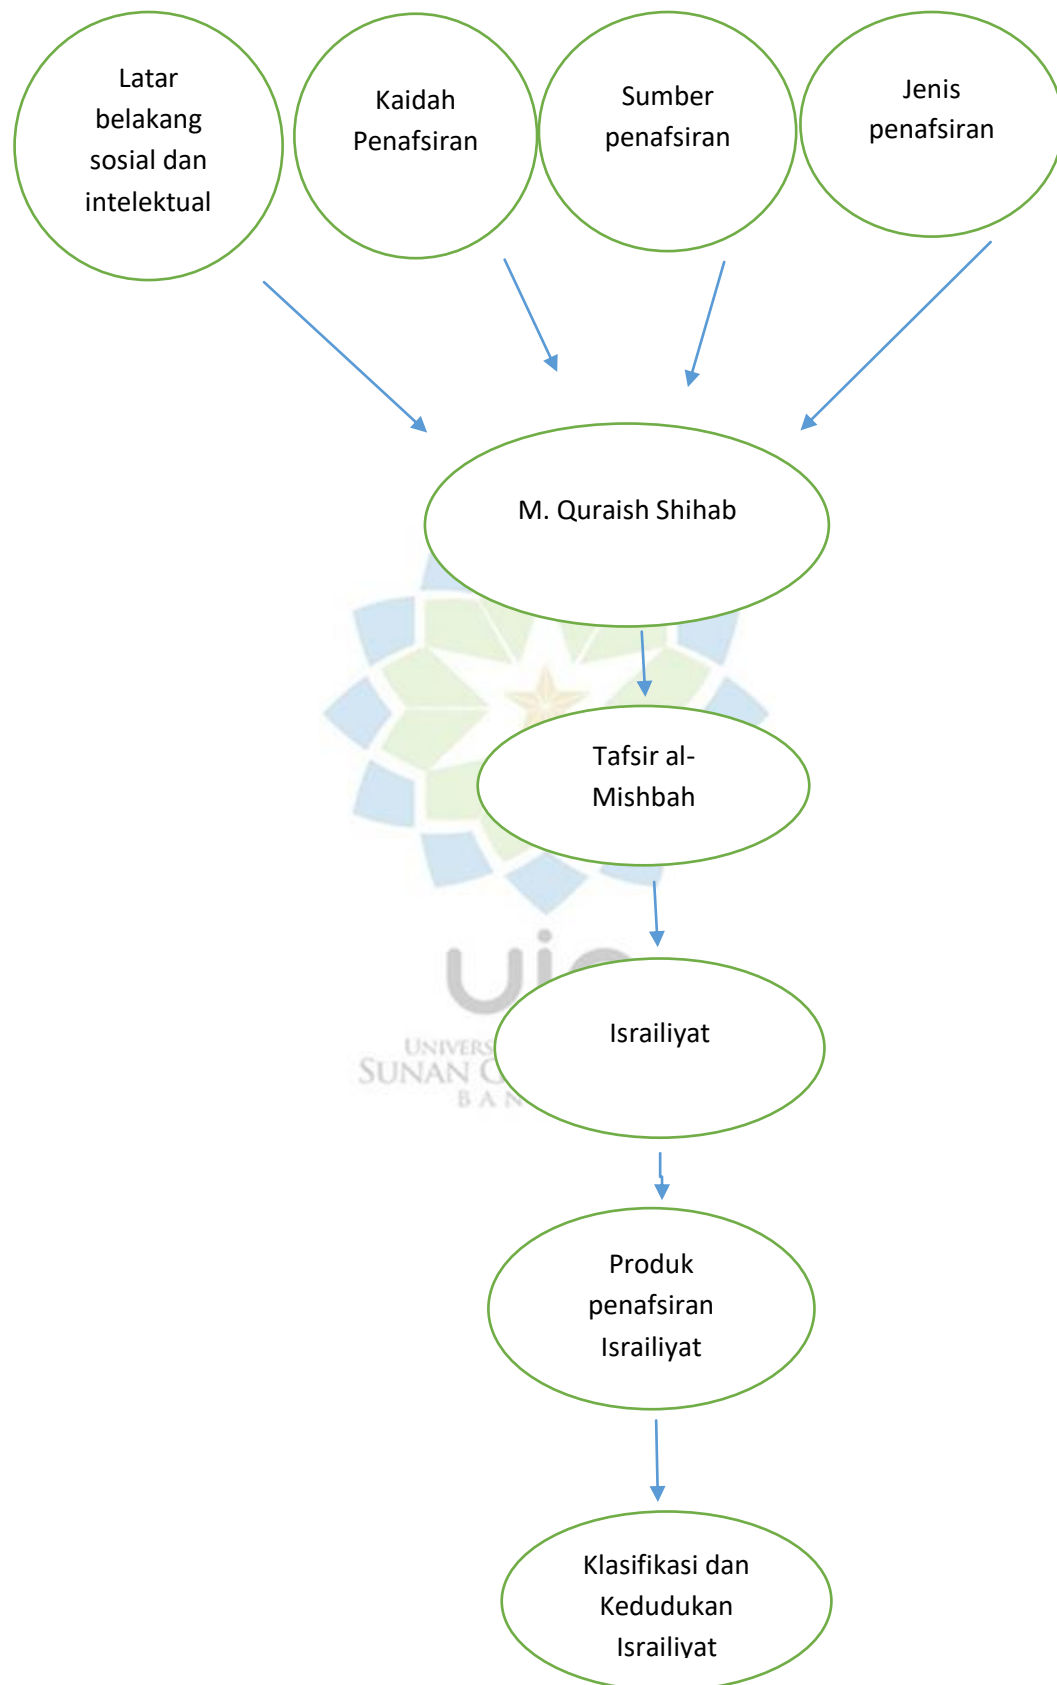 Latar
belakang
sosial dan
intelektual
Kaidah
Penafsiran
Sumber
penafsiran
Jenis
penafsiran
M. Quraish Shihab
Tafsir al-
Mishbah
Israiliyat
SUNAN
Produk
penafsiran
Israiliyat
Klasifikasi dan
Kedudukan
Israiliyat